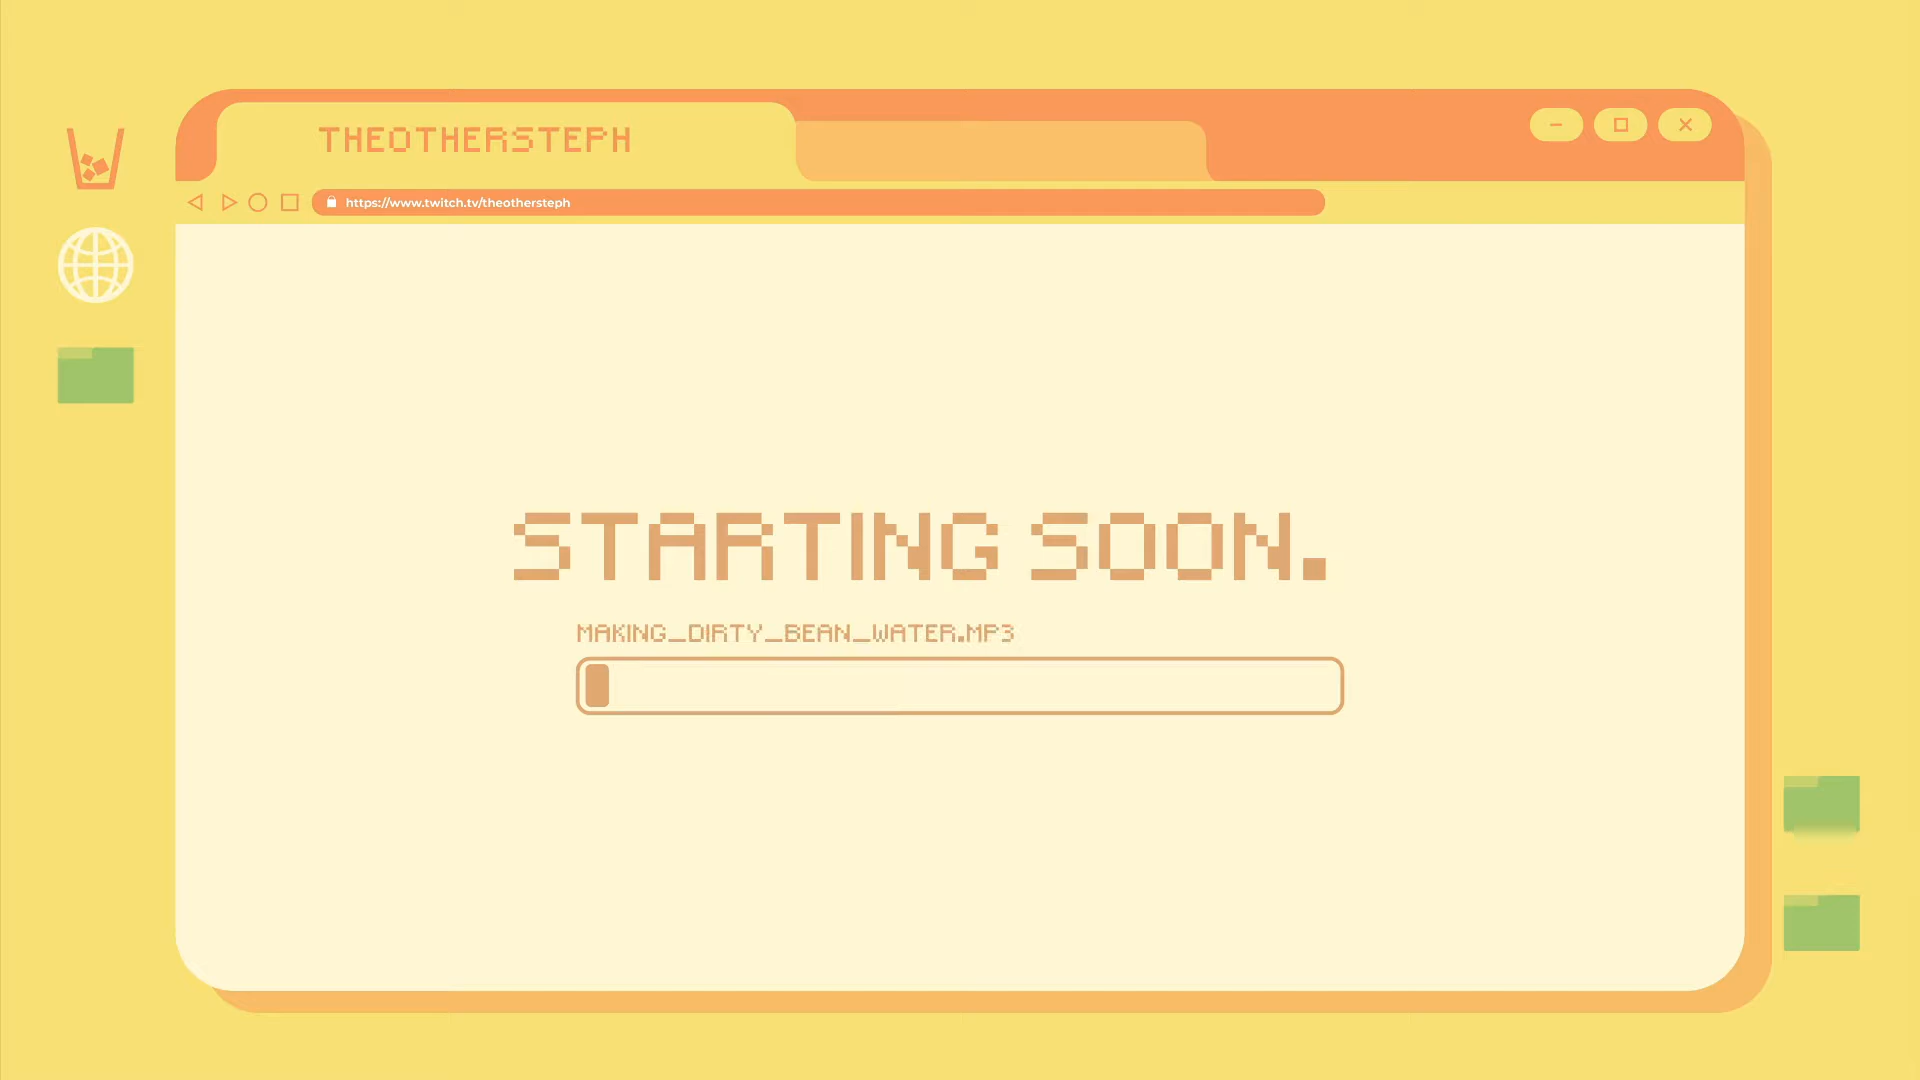 THEOTHERSTEPH
https://www.twitch.tv/theothersteph
STARTING SOON.
MAKING_DIRTY_BEAN_WATER.MP3